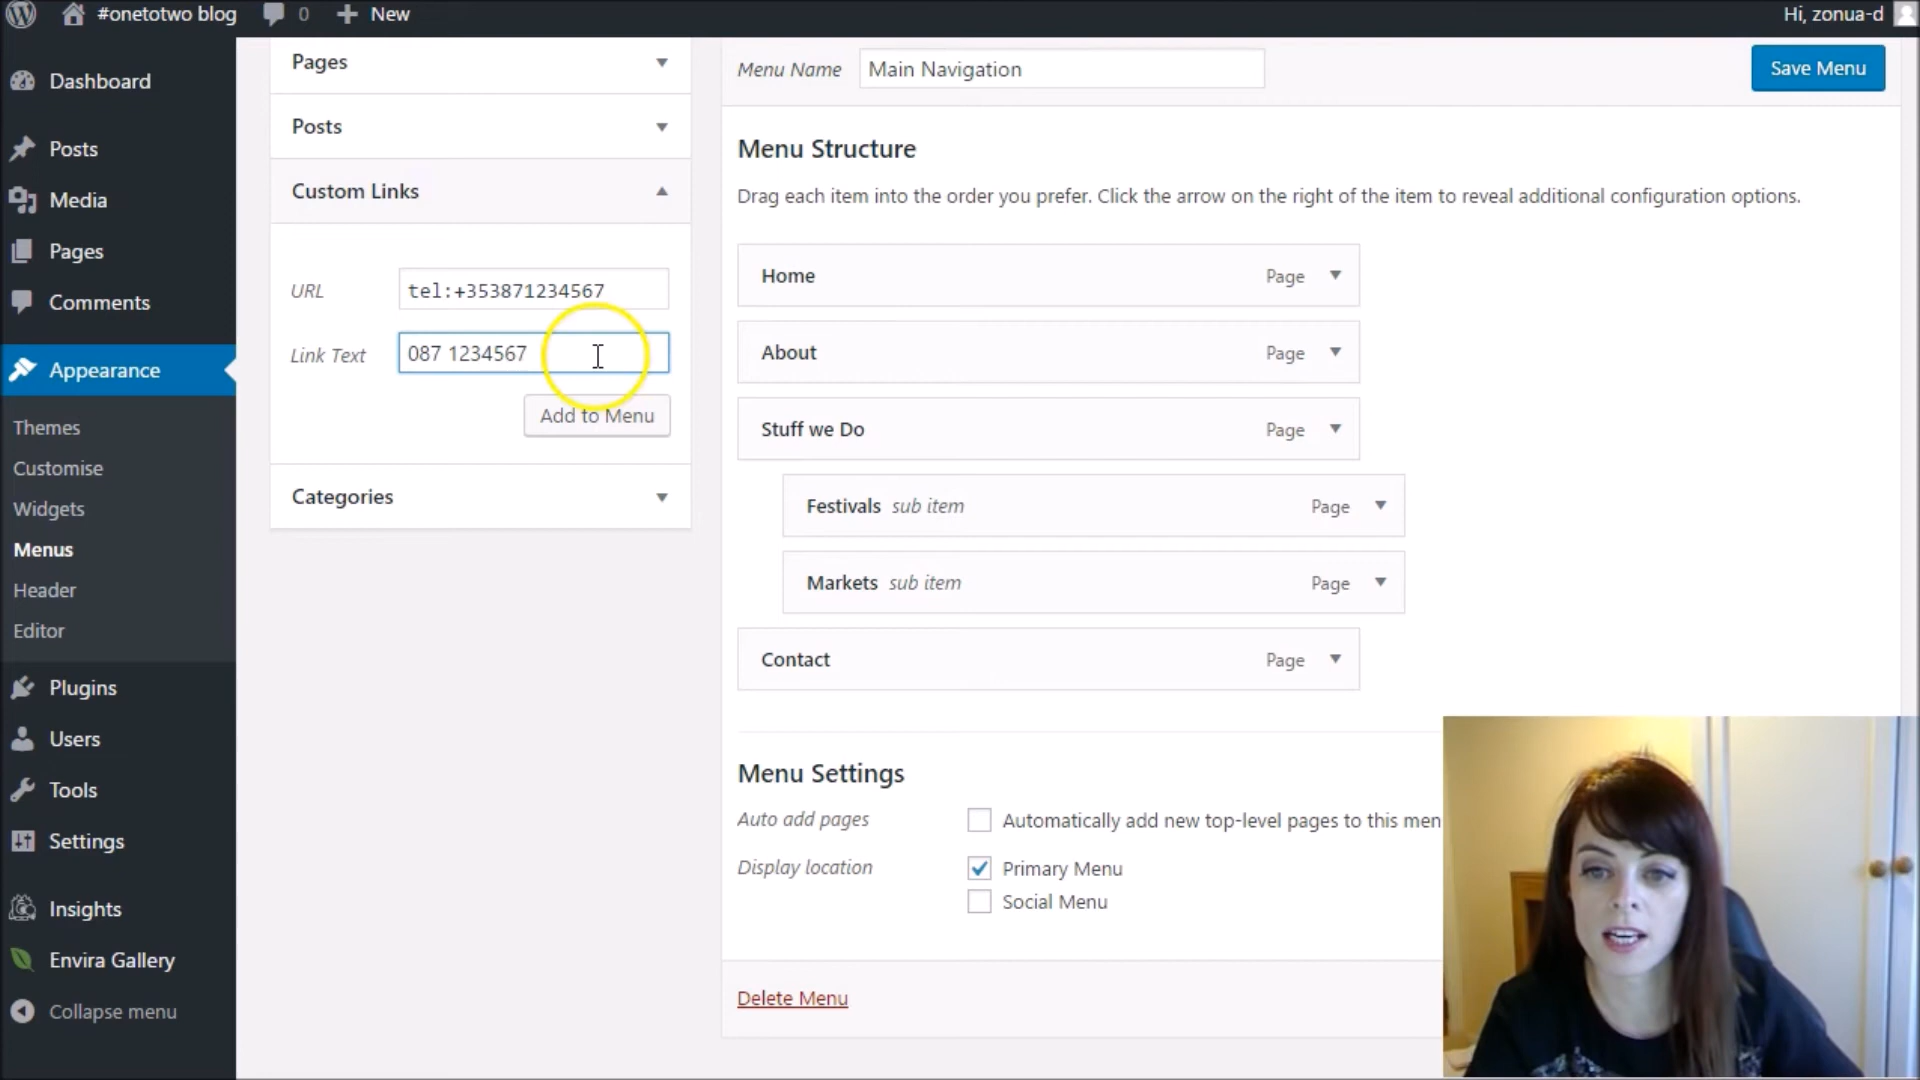 #onetotwo blog 0 New Hi, zonua-d
Dashboard
Posts
Media
Pages
Comments
Appearance
Themes
Customise
Widgets
Menus
Header
Editor
Plugins
Users
Tools
Settings
Insights
Envira Gallery
Collapse menu
Pages
Posts
Custom Links
URL tel:+353871234567
Link Text 087 1234567
Add to Menu
Categories
Menu Name Main Navigation Save Menu
Menu Structure
Drag each item into the order you prefer. Click the arrow on the right of the item to reveal additional configuration options.
Home Page
About Page
Stuff we Do Page
Festivals sub item Page
Markets sub item Page
Contact Page
Menu Settings
Auto add pages Automatically add new top-level pages to this men
Display location Primary Menu
Social Menu
Delete Menu